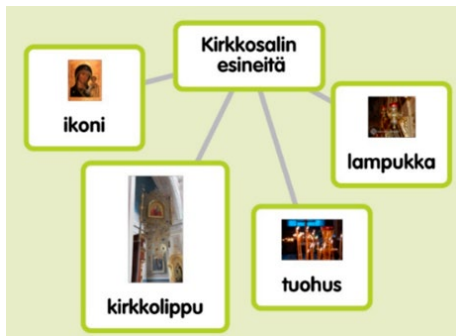 Kirkkosalin
esineitä
ikoni
lampukka
kirkkolippu
tuohus